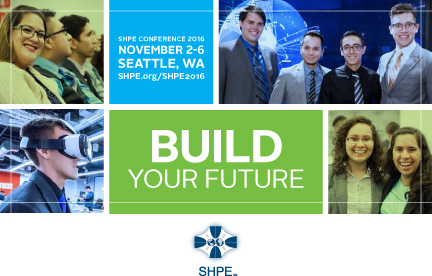 SHPE CONFERENCE 2016
NOVEMBER 2-6
SEATTLE, WA
SHPE.org/SHPE2016
BUILD
YOUR FUTURE
SHPE